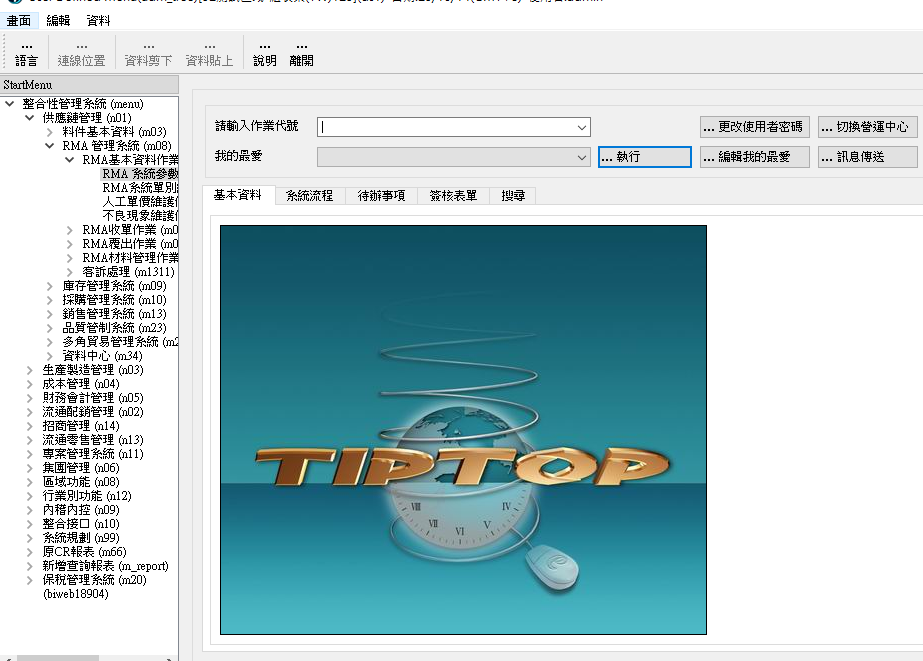 畫面 編輯 資料
... 語言 ... 連線位置 ... 資料剪下 ... 資料貼上 ... 說明 ... 離開
StartMenu
整合性管理系統 (menu)
供應鏈管理 (n01)
料件基本資料 (m03)
RMA 管理系統 (m08)
RMA基本資料作業
RMA 系統參數
RMA系統單別
人工單價維護
不良現象維護
RMA收單作業 (m0
RMA覆出作業 (m0
RMA材料管理作業
客訴處理 (m1311)
庫存管理系統 (m09)
採購管理系統 (m10)
銷售管理系統 (m13)
品質管制系統 (m23)
多角貿易管理系統 (m2
資料中心 (m34)
生產製造管理 (n03)
成本管理 (n04)
財務會計管理 (n05)
流通配銷管理 (n02)
招商管理 (n14)
流通零售管理 (n13)
專案管理系統 (n11)
集團管理 (n06)
區域功能 (n08)
行業別功能 (n12)
內稽內控 (n09)
整合接口 (n10)
系統規劃 (n99)
原CR報表 (m66)
新增查詢報表 (m_report)
保稅管理系統 (m20)
(biweb18904)
請輸入作業代號 ... 更改使用者密碼 ... 切換營運中心
我的最愛 ... 執行 ... 編輯我的最愛 ... 訊息傳送
基本資料 系統流程 待辦事項 簽核表單 搜尋
TIPTOP
VIII VII VI V IV